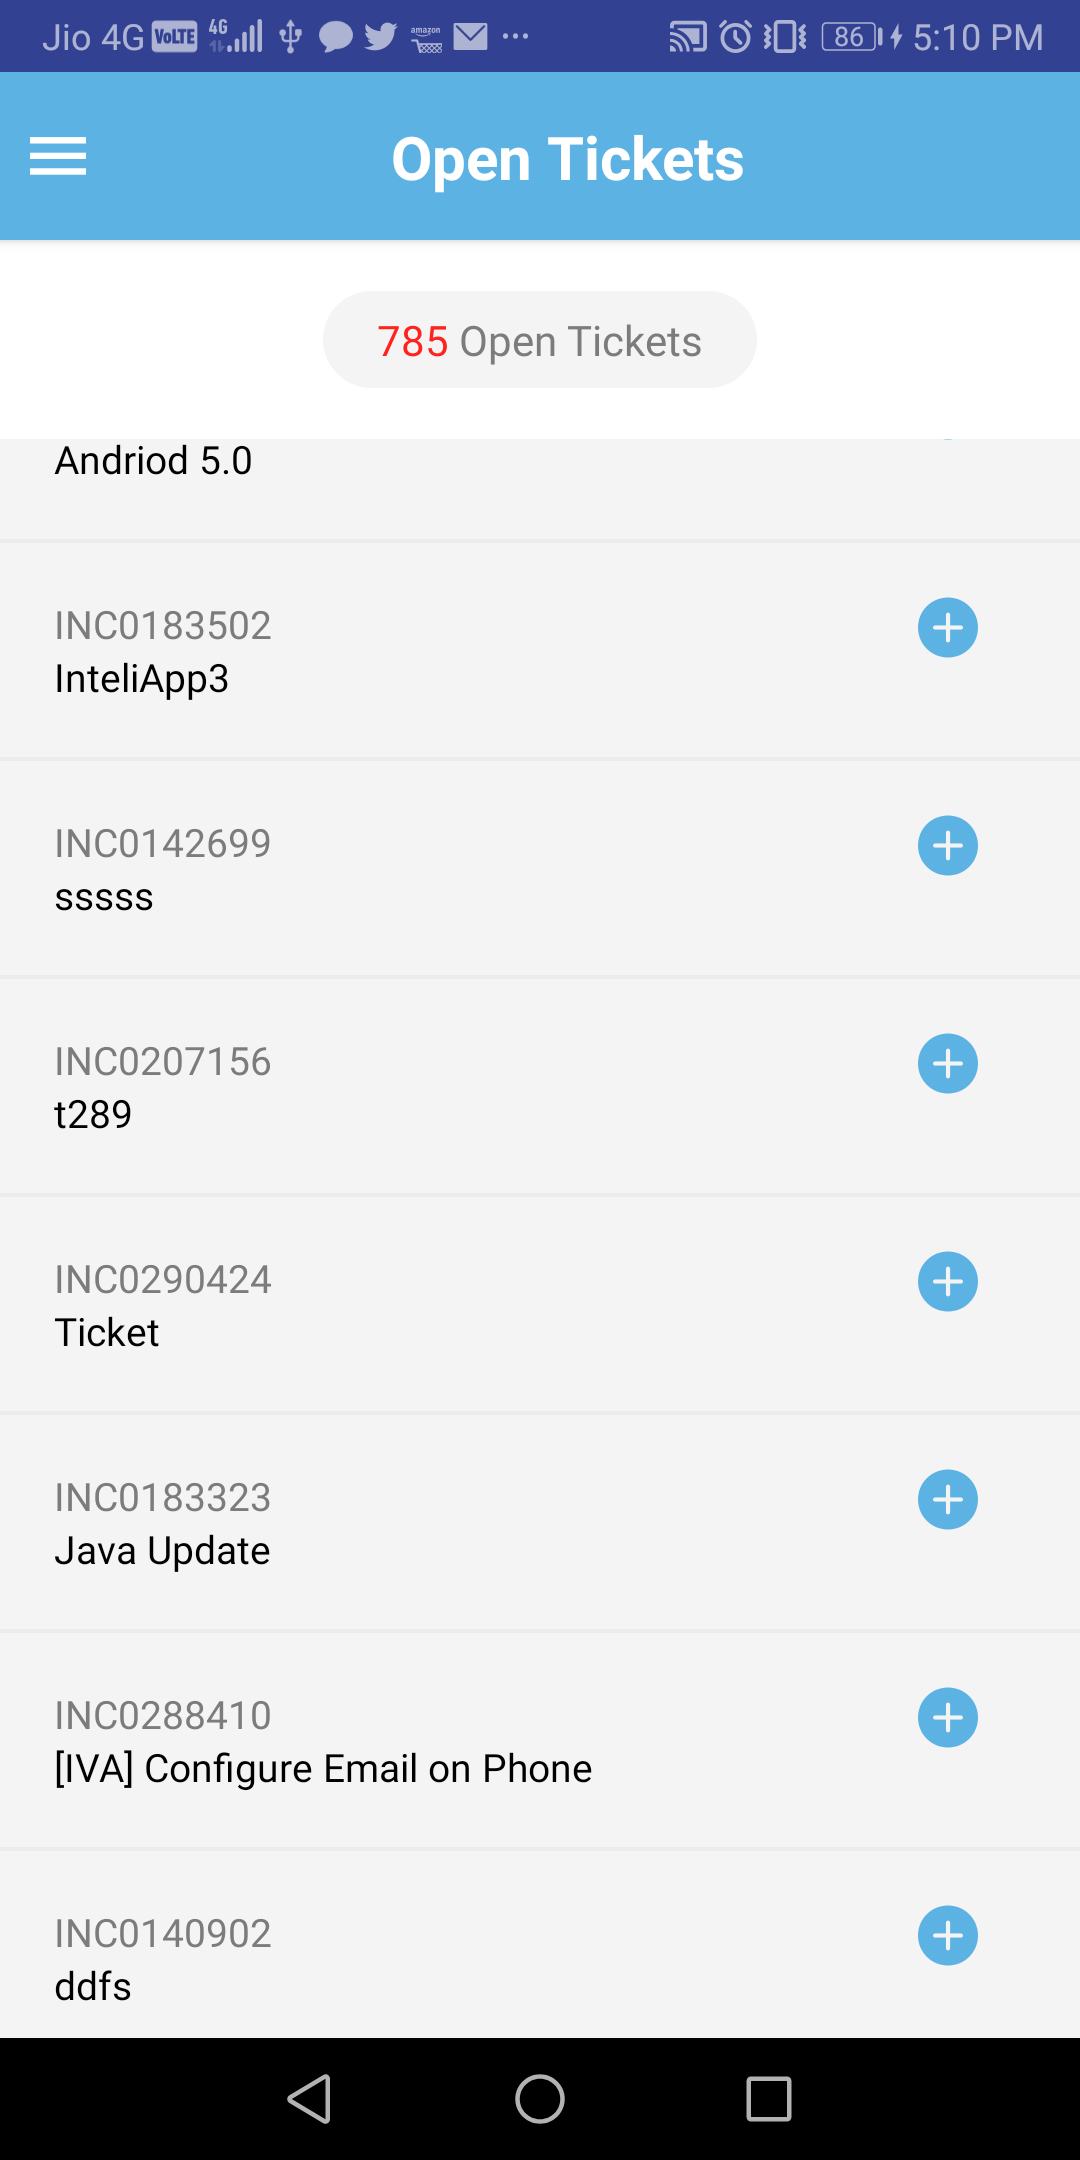 Jio 4G VoLTE 4G amazon 86 5:10 PM
Open Tickets
785 Open Tickets
Andriod 5.0
INC0183502
InteliApp3
INC0142699
sssss
INC0207156
t289
INC0290424
Ticket
INC0183323
Java Update
INC0288410
[IVA] Configure Email on Phone
INC0140902
ddfs